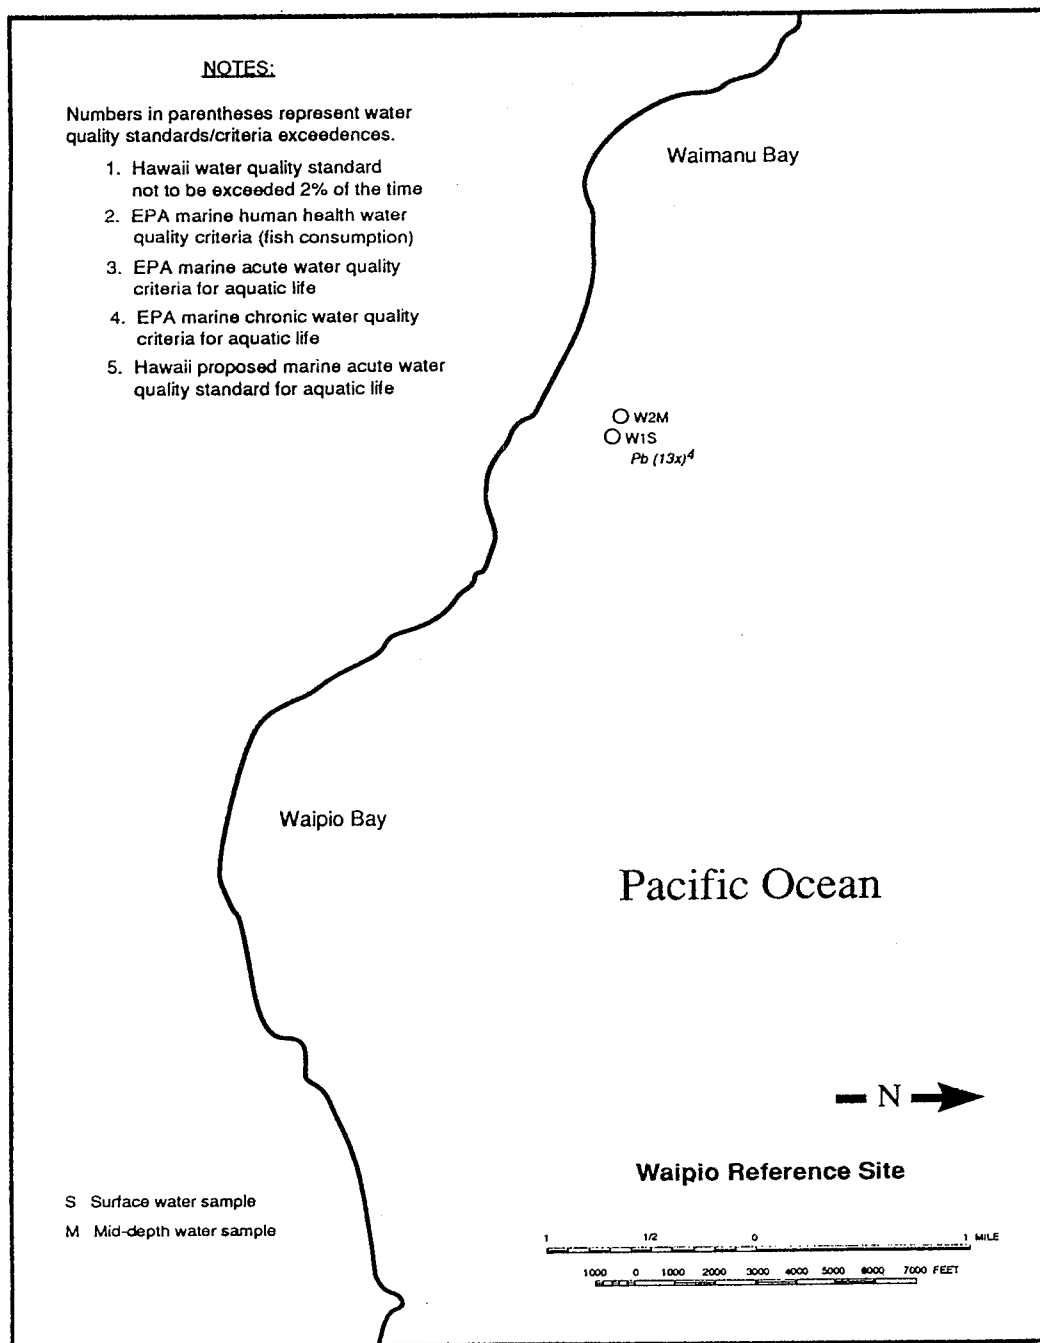 NOTES:
Numbers in parentheses represent water
quality standards/criteria exceedences.
1. Hawaii water quality standard
not to be exceeded 2% of the time
2. EPA marine human health water
quality criteria (fish consumption)
3. EPA marine acute water quality
criteria for aquatic life
4. EPA marine chronic water quality
criteria for aquatic life
5. Hawaii proposed marine acute water
quality standard for aquatic life
Waimanu Bay
W2M
W1S
Pb (13x)4
Waipio Bay
Pacific Ocean
N
Waipio Reference Site
S Surface water sample
M Mid-depth water sample
1 1/2 0 1 MILE
1000 0 1000 2000 3000 4000 5000 6000 7000 FEET